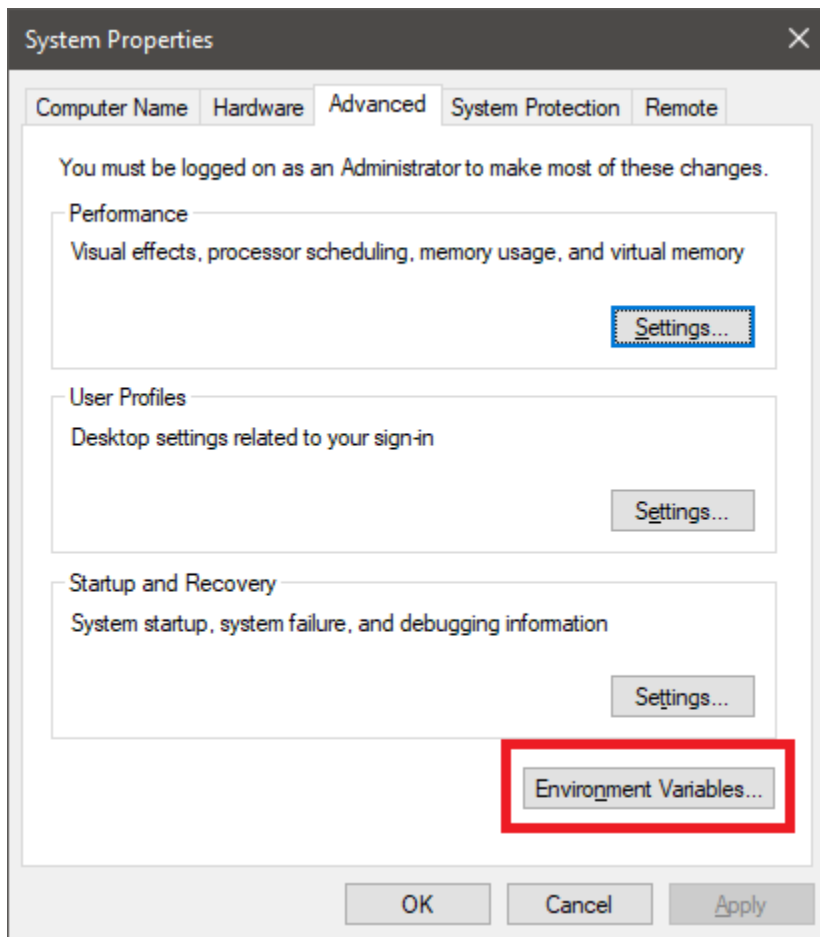 System Properties
Computer Name Hardware Advanced System Protection Remote
You must be logged on as an Administrator to make most of these changes.
Performance
Visual effects, processor scheduling, memory usage, and virtual memory
Settings...
User Profiles
Desktop settings related to your sign-in
Settings...
Startup and Recovery
System startup, system failure, and debugging information
Settings...
Environment Variables...
OK Cancel Apply